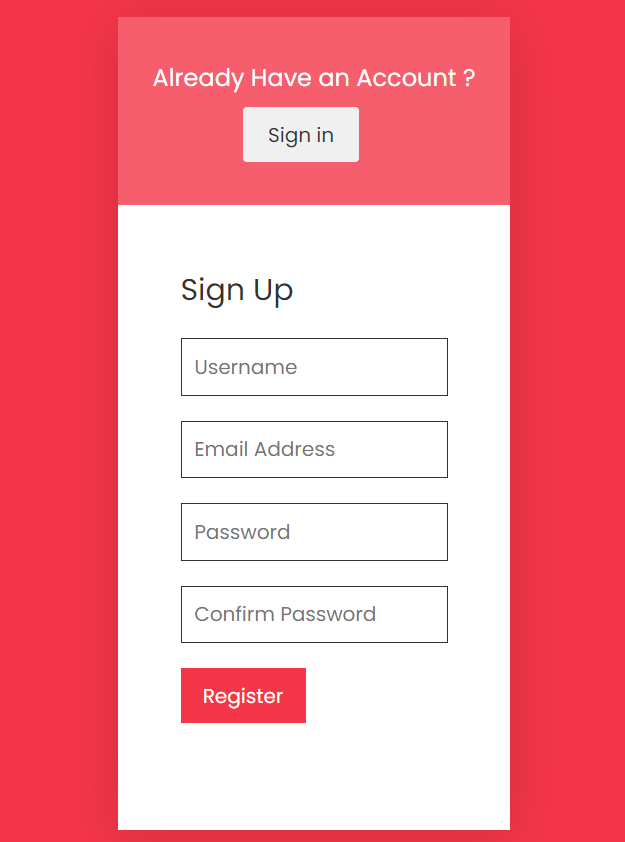 Already Have an Account ?
Sign in
Sign Up
Username
Email Address
Password
Confirm Password
Register